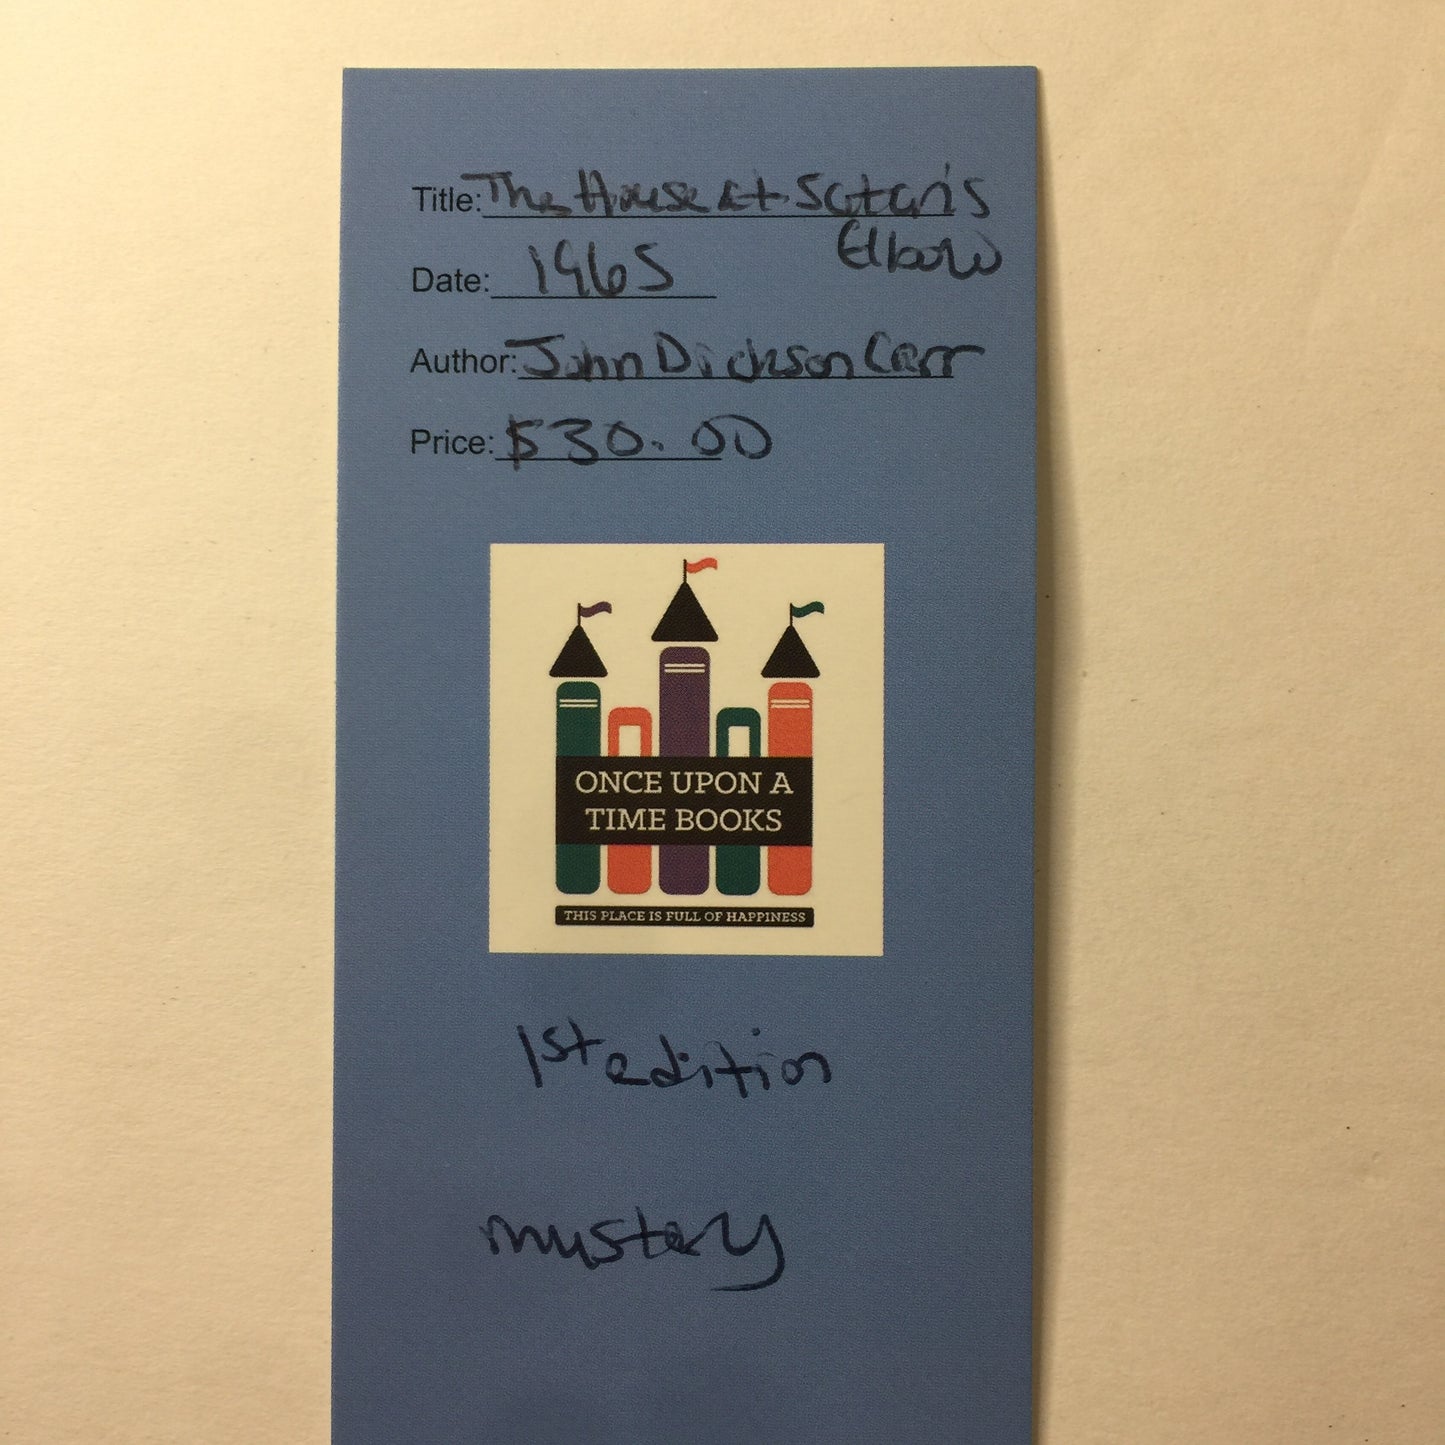 Title: The House at Satan's
Elbow
Date: 1965
Author: John Dickson Carr
Price: $30.00
ONCE UPON A
TIME BOOKS
THIS PLACE IS FULL OF HAPPINESS
1st edition
mystery